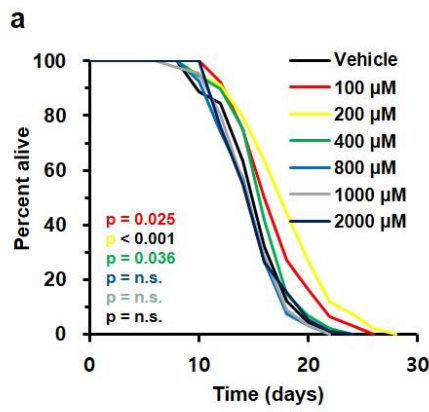 a
Percent alive
100
80
60
40
20
0
Vehicle
100 µM
200 µM
400 µM
800 µM
1000 µM
2000 µM
p = 0.025
p < 0.001
p = 0.036
p = n.s.
p = n.s.
p = n.s.
0 10 20 30
Time (days)